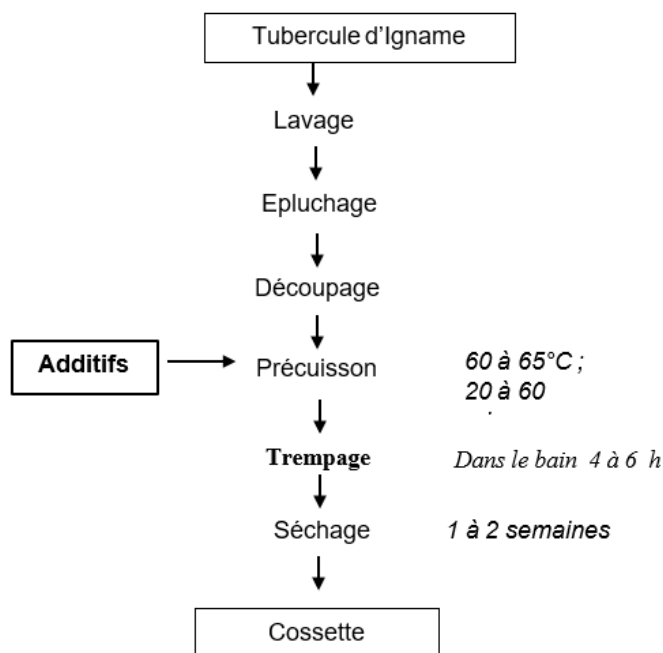 Tubercule d’Igname
Lavage
Epluchage
Découpage
Additifs
Précuisson
60 à 65°C ;
20 à 60
Trempage
Dans le bain 4 à 6 h
Séchage
1 à 2 semaines
Cossette